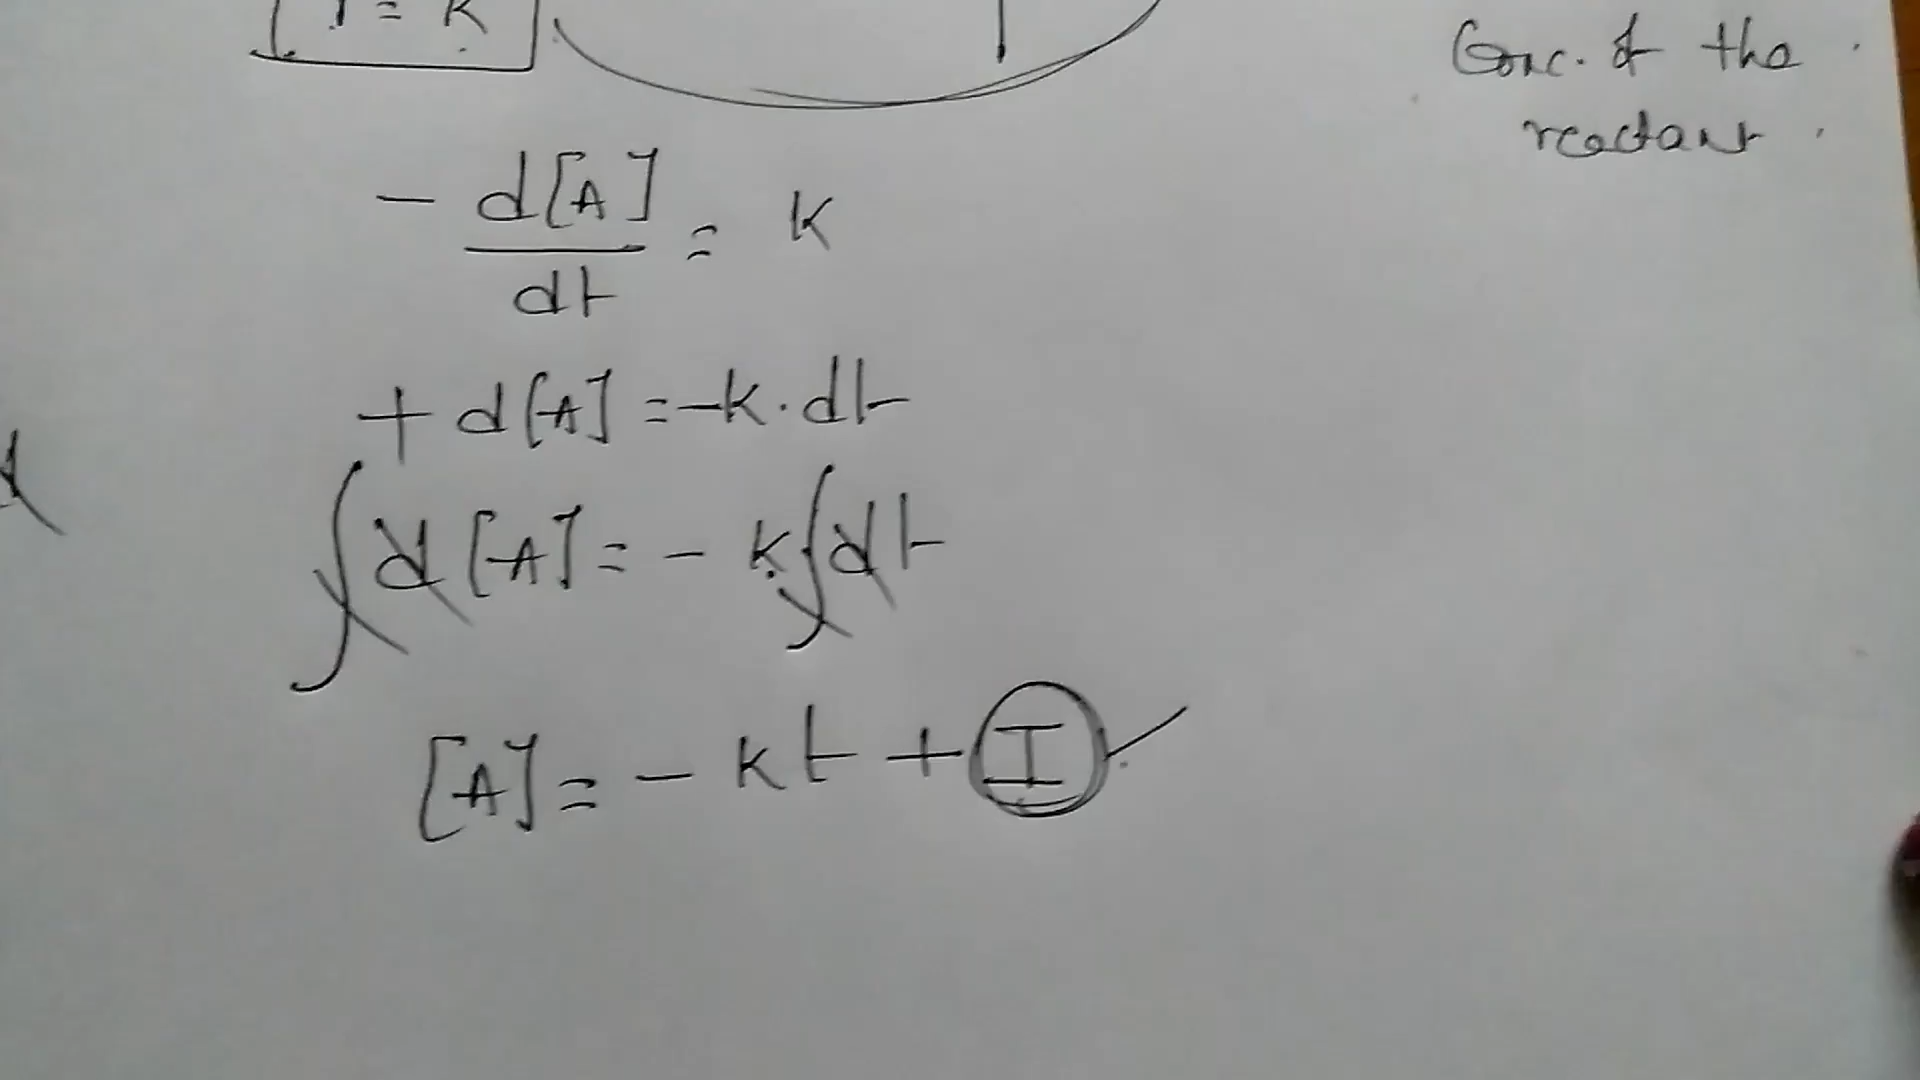 r = K
Conc. of the
reactant.
- d[A]/dt = K
+ d[A] = -K.dt
∫d[A] = - K∫dt
[A] = - Kt + I